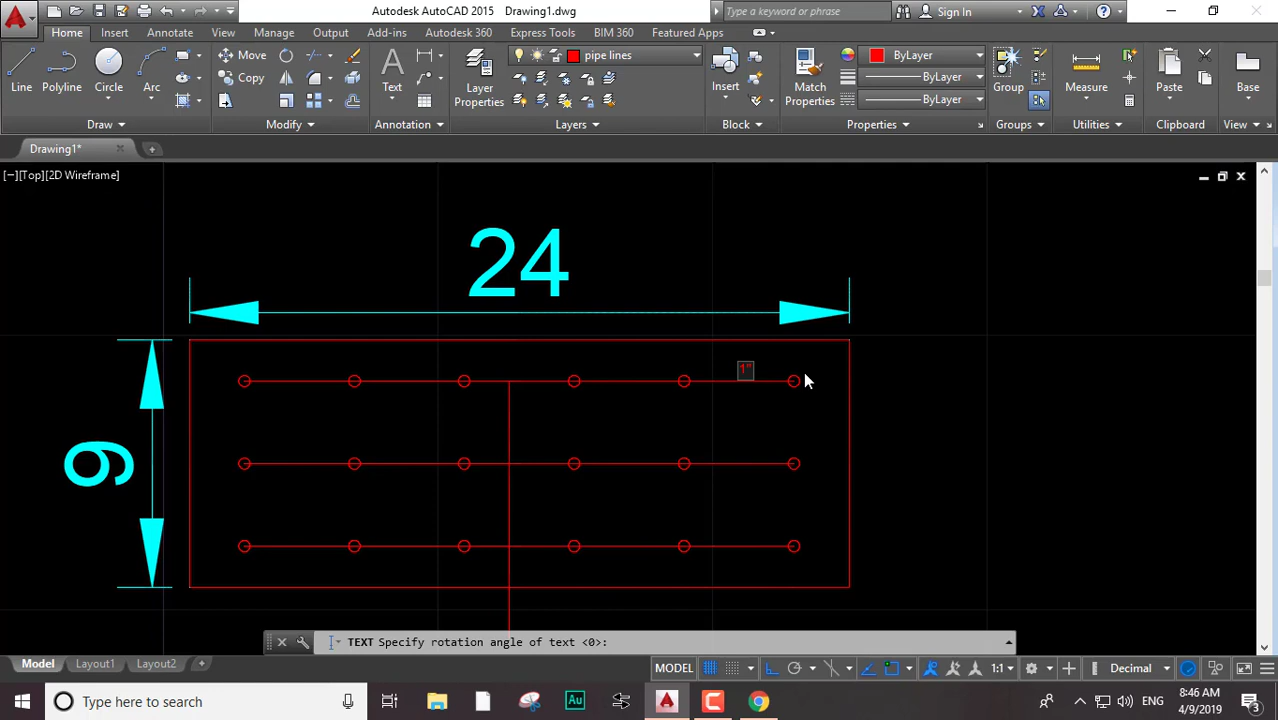 Autodesk AutoCAD 2015 Drawing1.dwg
Type a keyword or phrase
Sign In
Home Insert Annotate View Manage Output Add-ins Autodesk 360 Express Tools BIM 360 Featured Apps
Line Polyline Circle Arc
Move
Copy
Text
Layer Properties
pipe lines
Insert
Match Properties
ByLayer
ByLayer
ByLayer
Group
Measure
Paste
Base
Draw Modify Annotation Layers Block Properties Groups Utilities Clipboard View
Drawing1*
[−][Top][2D Wireframe]
24
9
1"
TEXT Specify rotation angle of text <0>:
Model Layout1 Layout2
MODEL
1:1
Decimal
Type here to search
Au
ENG
8:46 AM
4/9/2019
3